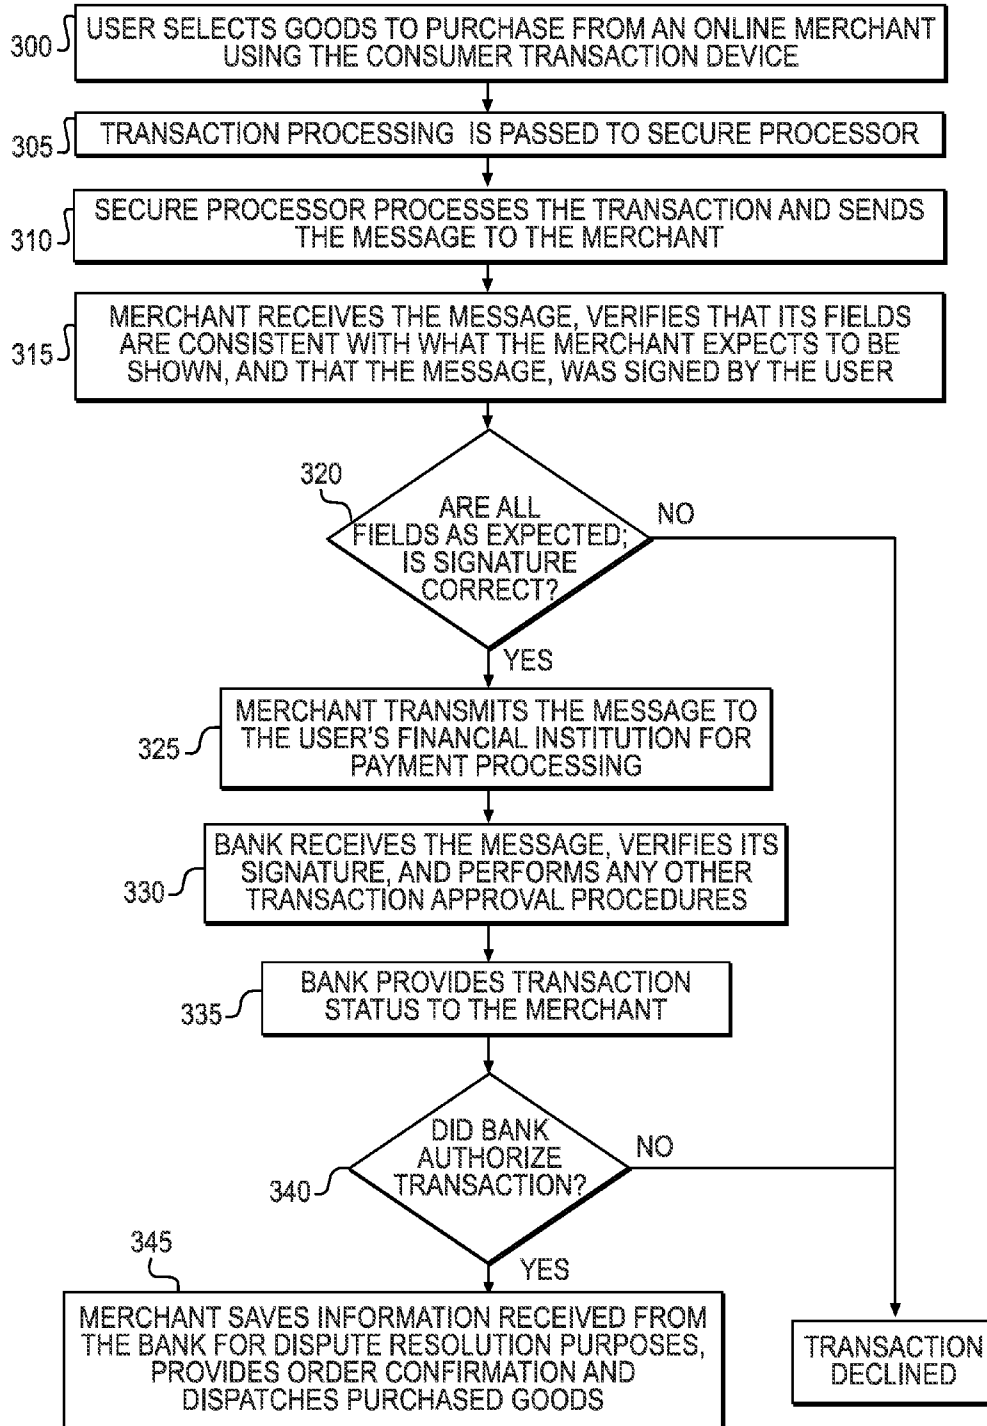 300
USER SELECTS GOODS TO PURCHASE FROM AN ONLINE MERCHANT
USING THE CONSUMER TRANSACTION DEVICE
305
TRANSACTION PROCESSING IS PASSED TO SECURE PROCESSOR
310
SECURE PROCESSOR PROCESSES THE TRANSACTION AND SENDS
THE MESSAGE TO THE MERCHANT
315
MERCHANT RECEIVES THE MESSAGE, VERIFIES THAT ITS FIELDS
ARE CONSISTENT WITH WHAT THE MERCHANT EXPECTS TO BE
SHOWN, AND THAT THE MESSAGE, WAS SIGNED BY THE USER
320
ARE ALL
FIELDS AS EXPECTED;
IS SIGNATURE
CORRECT?
NO
YES
325
MERCHANT TRANSMITS THE MESSAGE TO
THE USER'S FINANCIAL INSTITUTION FOR
PAYMENT PROCESSING
330
BANK RECEIVES THE MESSAGE, VERIFIES ITS
SIGNATURE, AND PERFORMS ANY OTHER
TRANSACTION APPROVAL PROCEDURES
335
BANK PROVIDES TRANSACTION
STATUS TO THE MERCHANT
340
DID BANK
AUTHORIZE
TRANSACTION?
NO
YES
345
MERCHANT SAVES INFORMATION RECEIVED FROM
THE BANK FOR DISPUTE RESOLUTION PURPOSES,
PROVIDES ORDER CONFIRMATION AND
DISPATCHES PURCHASED GOODS
TRANSACTION
DECLINED